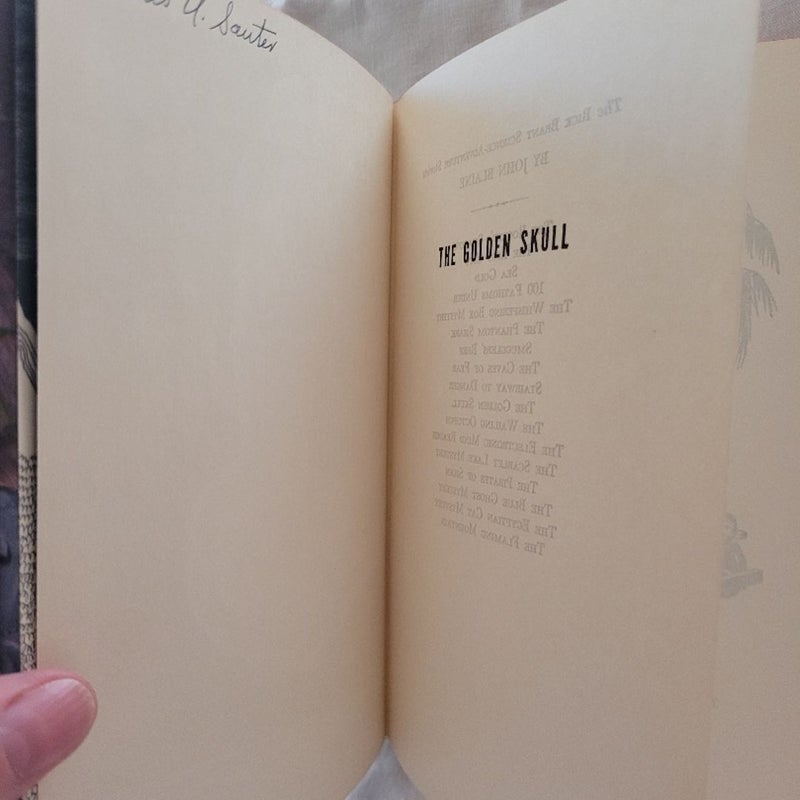 U. Sauter
The Rick Brant Science-Adventure Stories
BY JOHN BLAINE
THE GOLDEN SKULL
Sea Gold
100 Fathoms Under
The Whispering Box Mystery
The Phantom Shark
Smugglers' Reef
The Caves of Fear
Stairway to Danger
The Golden Skull
The Wailing Octopus
The Electronic Mind Reader
The Scarlet Lake Mystery
The Pirates of Shan
The Blue Ghost Mystery
The Egyptian Cat Mystery
The Flaming Mountain